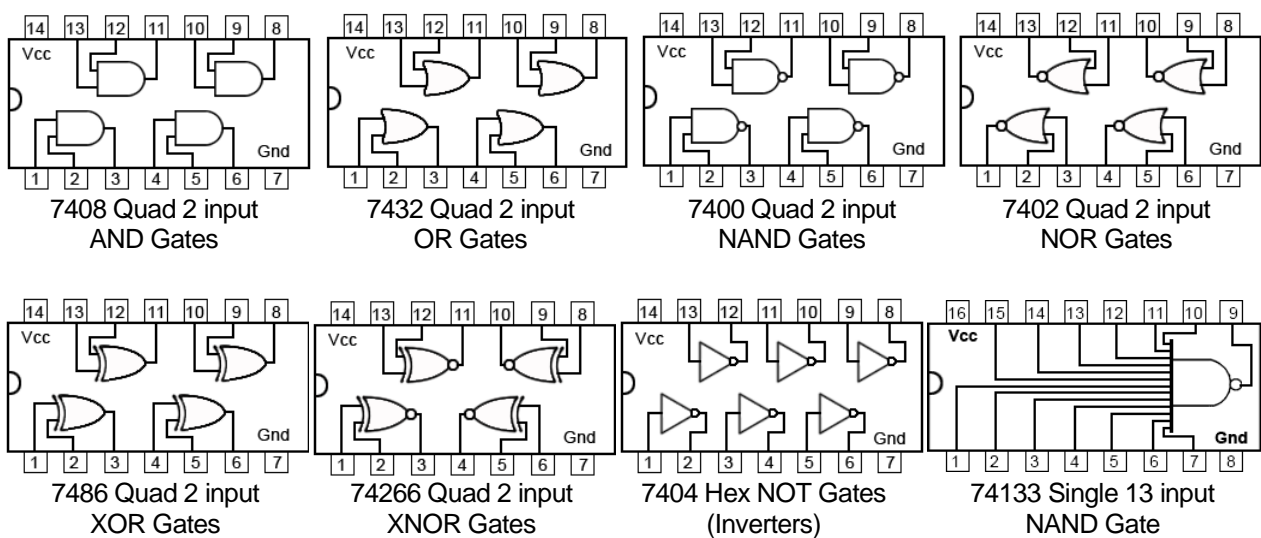 14 13 12 11 10 9 8
Vcc
Gnd
1 2 3 4 5 6 7
7408 Quad 2 input
AND Gates
14 13 12 11 10 9 8
Vcc
Gnd
1 2 3 4 5 6 7
7432 Quad 2 input
OR Gates
14 13 12 11 10 9 8
Vcc
Gnd
1 2 3 4 5 6 7
7400 Quad 2 input
NAND Gates
14 13 12 11 10 9 8
Vcc
Gnd
1 2 3 4 5 6 7
7402 Quad 2 input
NOR Gates
14 13 12 11 10 9 8
Vcc
Gnd
1 2 3 4 5 6 7
7486 Quad 2 input
XOR Gates
14 13 12 11 10 9 8
Vcc
Gnd
1 2 3 4 5 6 7
74266 Quad 2 input
XNOR Gates
14 13 12 11 10 9 8
Vcc
Gnd
1 2 3 4 5 6 7
7404 Hex NOT Gates
(Inverters)
16 15 14 13 12 11 10 9
Vcc
Gnd
1 2 3 4 5 6 7 8
74133 Single 13 input
NAND Gate